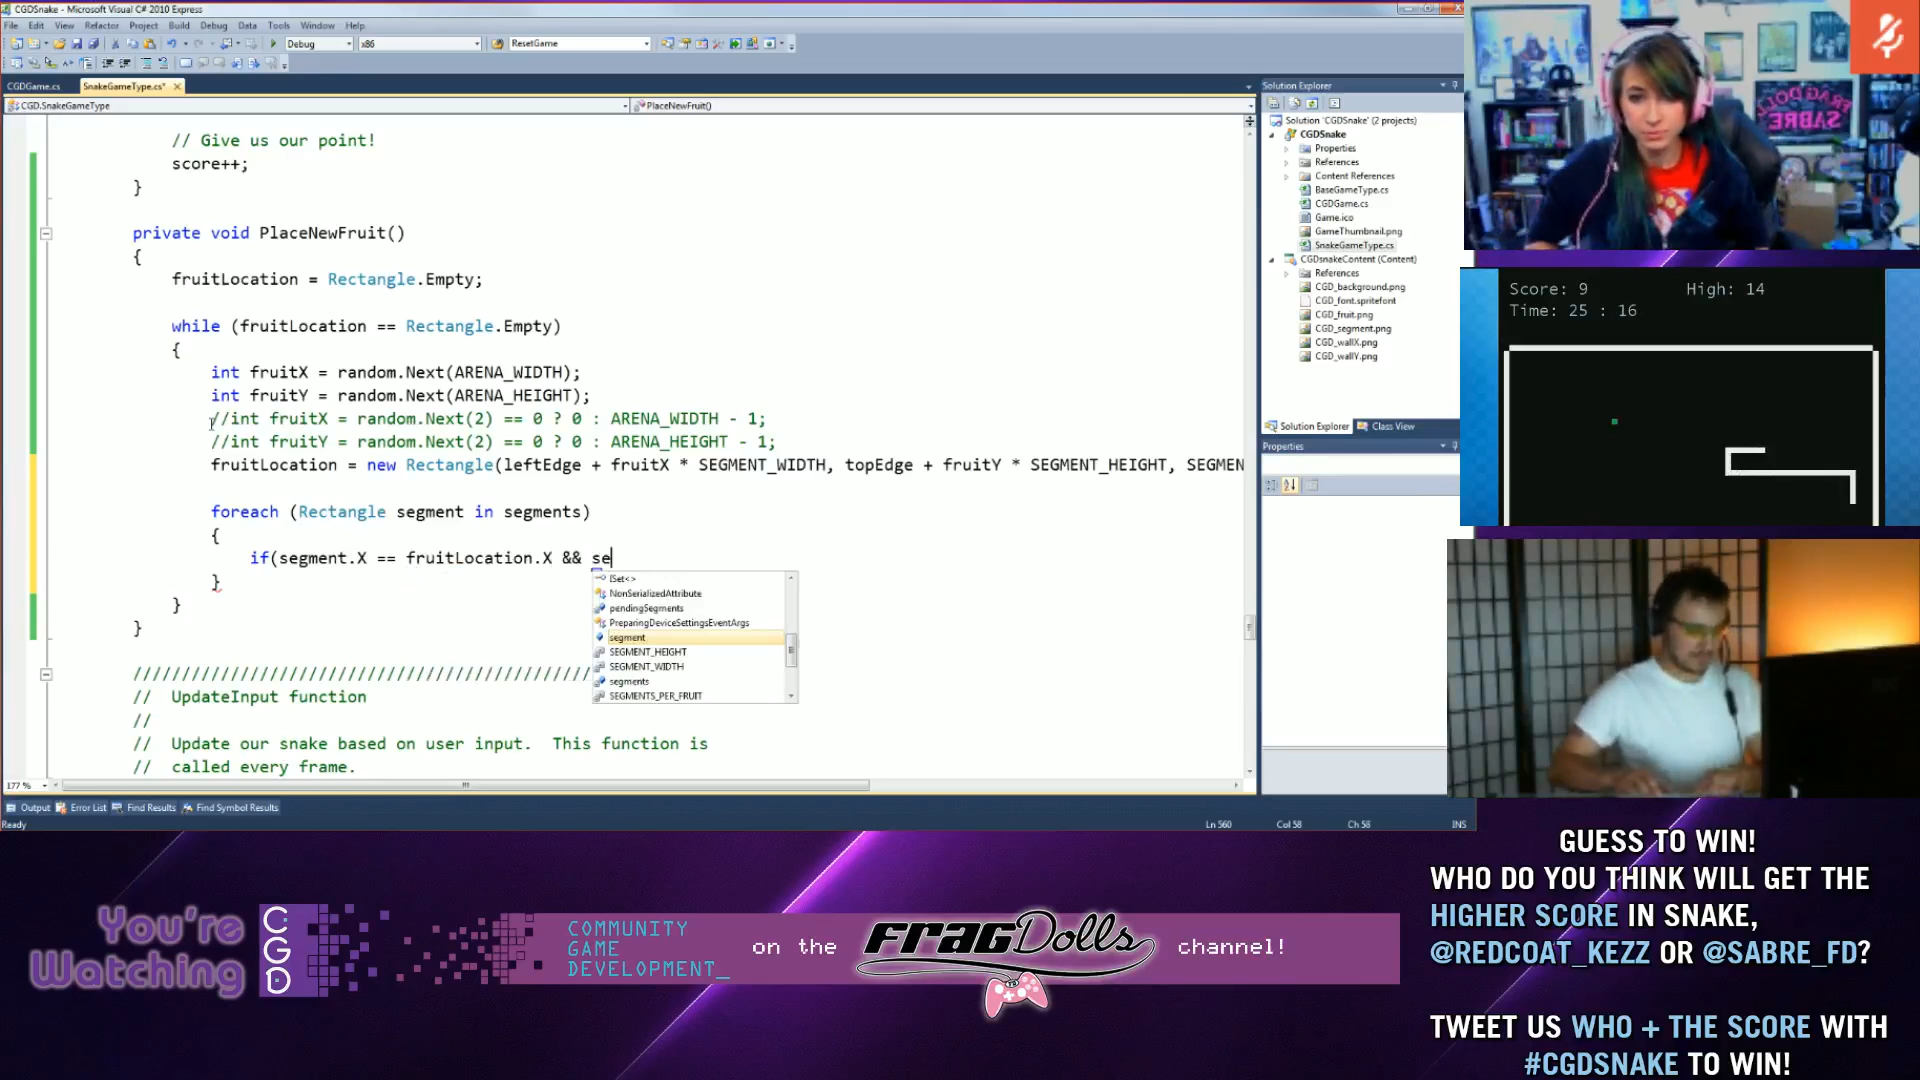 CGDSnake - Microsoft Visual C# 2010 Express
File Edit View Refactor Project Build Debug Data Tools Window Help
Debug x86 ResetGame
CGDGame.cs SnakeGameType.cs*
CGD.SnakeGameType PlaceNewFruit()
// Give us our point!
score++;
}
private void PlaceNewFruit()
{
fruitLocation = Rectangle.Empty;
while (fruitLocation == Rectangle.Empty)
{
int fruitX = random.Next(ARENA_WIDTH);
int fruitY = random.Next(ARENA_HEIGHT);
//int fruitX = random.Next(2) == 0 ? 0 : ARENA_WIDTH - 1;
//int fruitY = random.Next(2) == 0 ? 0 : ARENA_HEIGHT - 1;
fruitLocation = new Rectangle(leftEdge + fruitX * SEGMENT_WIDTH, topEdge + fruitY * SEGMENT_HEIGHT, SEGMEN
foreach (Rectangle segment in segments)
{
if(segment.X == fruitLocation.X && se
}
}
}
ISet<>
NonSerializedAttribute
pendingSegments
PreparingDeviceSettingsEventArgs
segment
SEGMENT_HEIGHT
SEGMENT_WIDTH
segments
SEGMENTS_PER_FRUIT
////////////////////////////////////////////////
// UpdateInput function
//
// Update our snake based on user input. This function is
// called every frame.
177 %
Output Error List Find Results Find Symbol Results
Ready Ln 560 Col 58 Ch 58 INS
Solution Explorer
Solution 'CGDSnake' (2 projects)
CGDSnake
Properties
References
Content References
BaseGameType.cs
CGDGame.cs
Game.ico
GameThumbnail.png
SnakeGameType.cs
CGDsnakeContent (Content)
References
CGD_background.png
CGD_font.spritefont
CGD_fruit.png
CGD_segment.png
CGD_wallX.png
CGD_wallY.png
Solution Explorer Class View
Properties
FRAG DOLL
SABRE
Score: 9 High: 14
Time: 25 : 16
You're
Watching
CGD
COMMUNITY
GAME
DEVELOPMENT_
on the
FRAGDolls
channel!
GUESS TO WIN!
WHO DO YOU THINK WILL GET THE
HIGHER SCORE IN SNAKE,
@REDCOAT_KEZZ OR @SABRE_FD?
TWEET US WHO + THE SCORE WITH
#CGDSNAKE TO WIN!